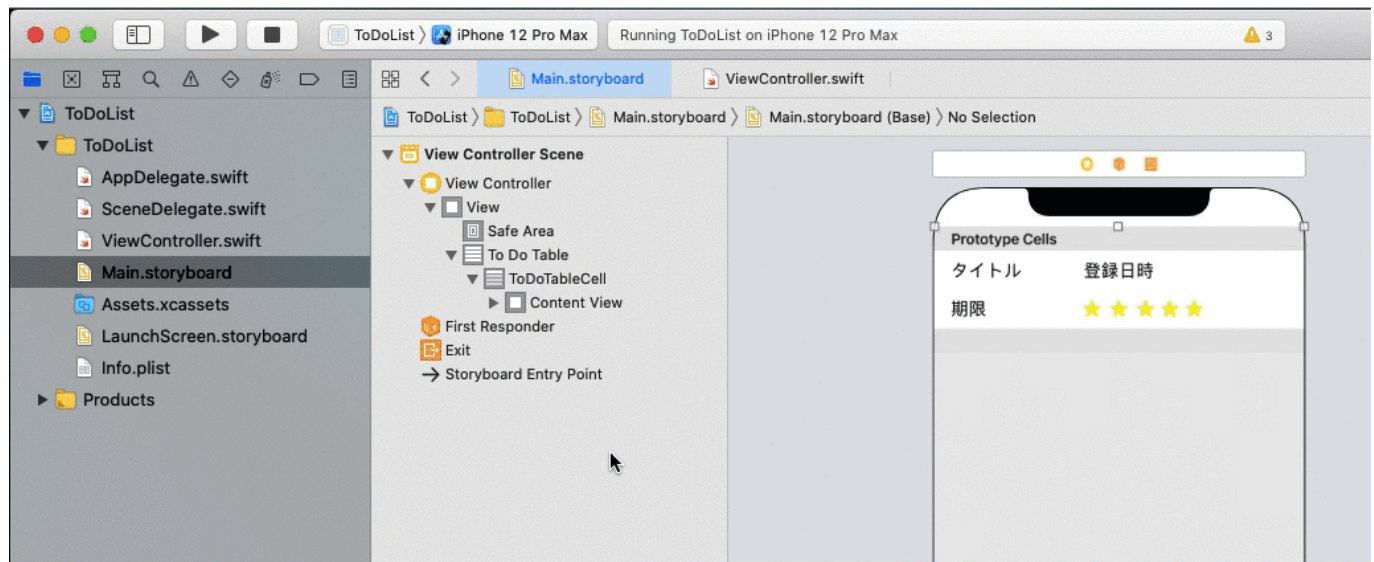 ToDoList 〉 iPhone 12 Pro Max
Running ToDoList on iPhone 12 Pro Max
3
Main.storyboard
ViewController.swift
ToDoList 〉 ToDoList 〉 Main.storyboard 〉 Main.storyboard (Base) 〉 No Selection
ToDoList
ToDoList
AppDelegate.swift
SceneDelegate.swift
ViewController.swift
Main.storyboard
Assets.xcassets
LaunchScreen.storyboard
Info.plist
Products
View Controller Scene
View Controller
View
Safe Area
To Do Table
ToDoTableCell
Content View
First Responder
Exit
Storyboard Entry Point
Prototype Cells
タイトル 登録日時
期限 ★★★★★